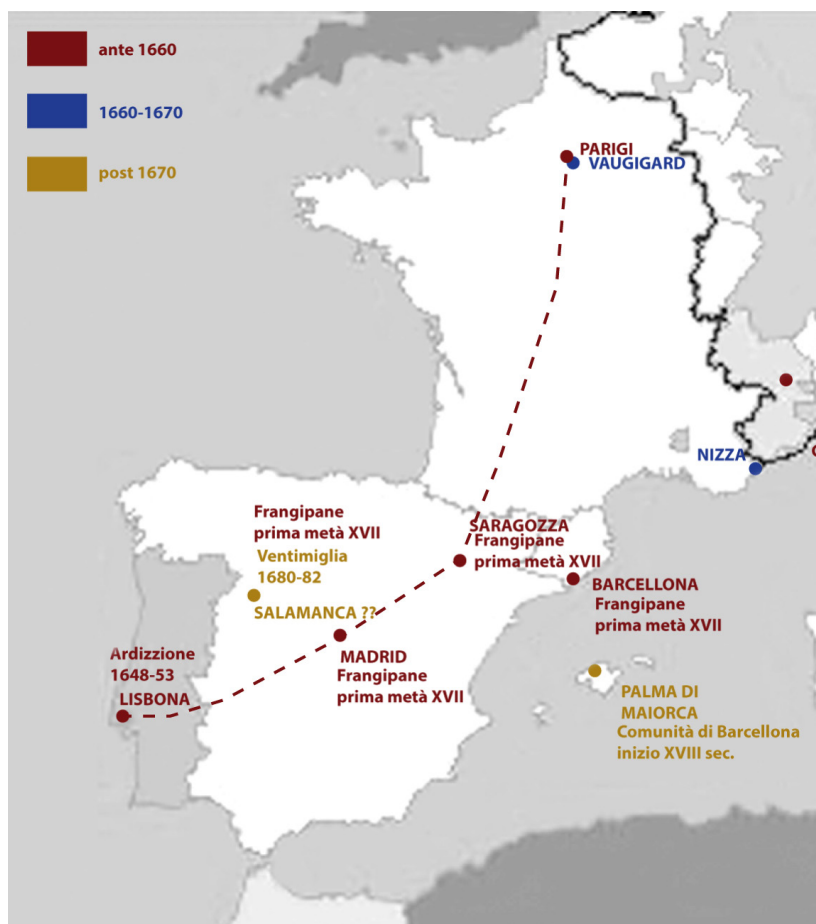 ante 1660
1660-1670
post 1670
PARIGI
VAUGIGARD
NIZZA
Frangipane
prima metà XVII
Ventimiglia
1680-82
SALAMANCA ??
SARAGOZZA
Frangipane
prima metà XVII
BARCELLONA
Frangipane
prima metà XVII
Ardizzione
1648-53
LISBONA
MADRID
Frangipane
prima metà XVII
PALMA DI
MAIORCA
Comunità di Barcellona
inizio XVIII sec.